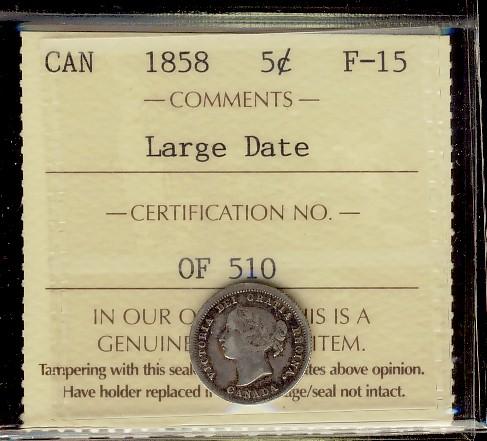 CAN 1858 5¢ F-15
— COMMENTS —
Large Date
— CERTIFICATION NO. —
OF 510
IN OUR IS IS A
GENUINE ITEM.
Tampering with this seal tes above opinion.
Have holder replaced ge/seal not intact.
VICTORIA DEI GRATIA REGINA.
CANADA